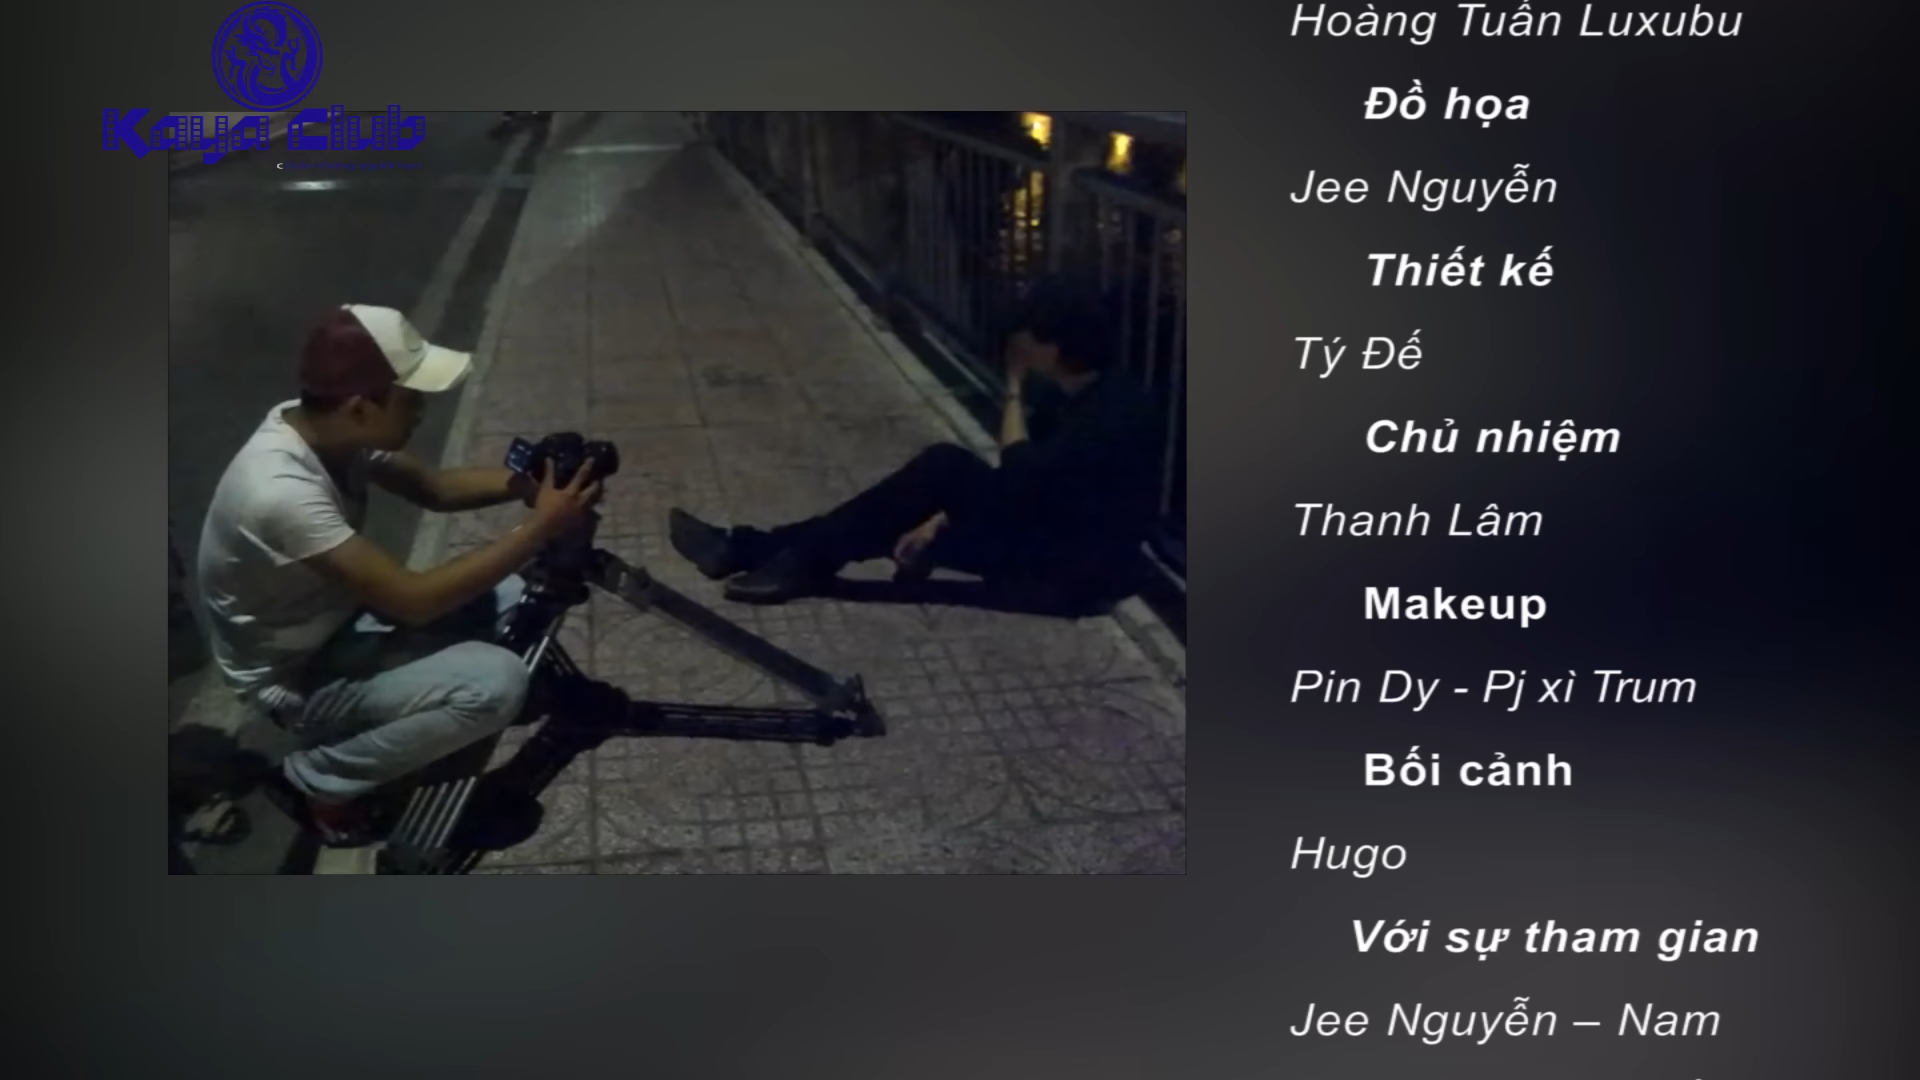 Kaya Club
Hoàng Tuấn Luxubu
Đồ họa
Jee Nguyễn
Thiết kế
Tý Đế
Chủ nhiệm
Thanh Lâm
Makeup
Pin Dy - Pj xì Trum
Bối cảnh
Hugo
Với sự tham gian
Jee Nguyễn – Nam